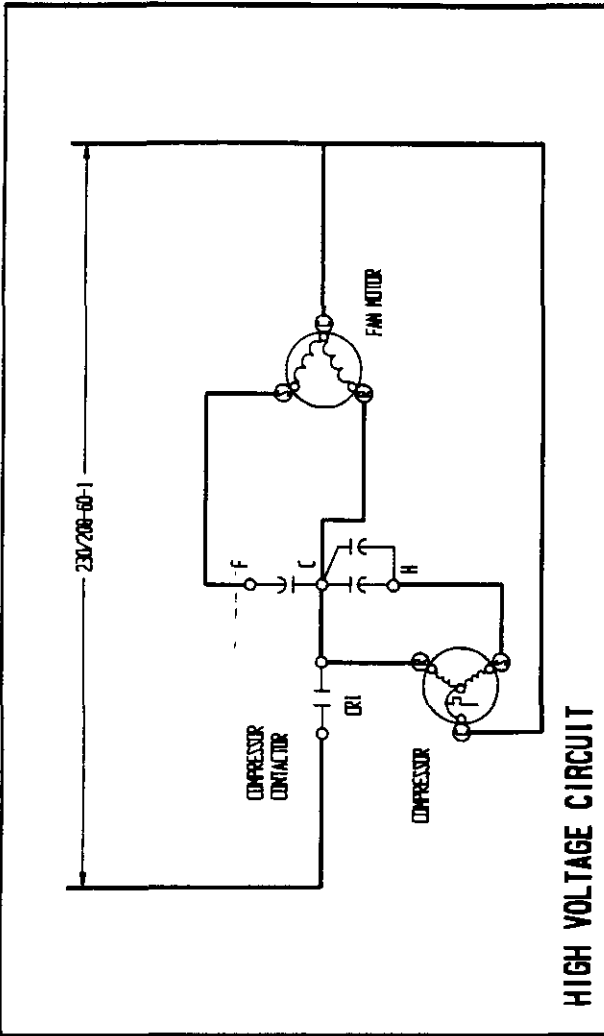 230/208-60-1
F
C
H
S
C
R
FAN MOTOR
COMPRESSOR
CONTACTOR
CR1
COMPRESSOR
R
S
C
HIGH VOLTAGE CIRCUIT